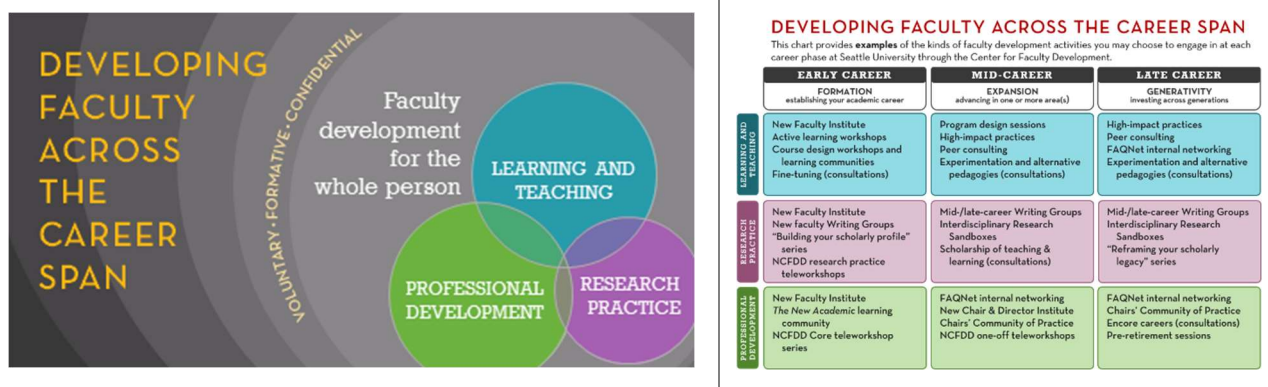 DEVELOPING
FACULTY
ACROSS
THE
CAREER
SPAN
VOLUNTARY • FORMATIVE • CONFIDENTIAL
Faculty
development
for the
whole person
LEARNING AND
TEACHING
PROFESSIONAL
DEVELOPMENT
RESEARCH
PRACTICE
DEVELOPING FACULTY ACROSS THE CAREER SPAN
This chart provides examples of the kinds of faculty development activities you may choose to engage in at each
career phase at Seattle University through the Center for Faculty Development.
EARLY CAREER
FORMATION
establishing your academic career
MID-CAREER
EXPANSION
advancing in one or more area(s)
LATE CAREER
GENERATIVITY
investing across generations
LEARNING AND
TEACHING
New Faculty Institute
Active learning workshops
Course design workshops and
learning communities
Fine-tuning (consultations)
Program design sessions
High-impact practices
Peer consulting
Experimentation and alternative
pedagogies (consultations)
High-impact practices
Peer consulting
FAQNet internal networking
Experimentation and alternative
pedagogies (consultations)
RESEARCH
PRACTICE
New Faculty Institute
New faculty Writing Groups
"Building your scholarly profile"
series
NCFDD research practice
teleworkshops
Mid-/late-career Writing Groups
Interdisciplinary Research
Sandboxes
Scholarship of teaching &
learning (consultations)
Mid-/late-career Writing Groups
Interdisciplinary Research
Sandboxes
"Reframing your scholarly
legacy" series
PROFESSIONAL
DEVELOPMENT
New Faculty Institute
The New Academic learning
community
NCFDD Core teleworkshop
series
FAQNet internal networking
New Chair & Director Institute
Chairs' Community of Practice
NCFDD one-off teleworkshops
FAQNet internal networking
Chairs' Community of Practice
Encore careers (consultations)
Pre-retirement sessions